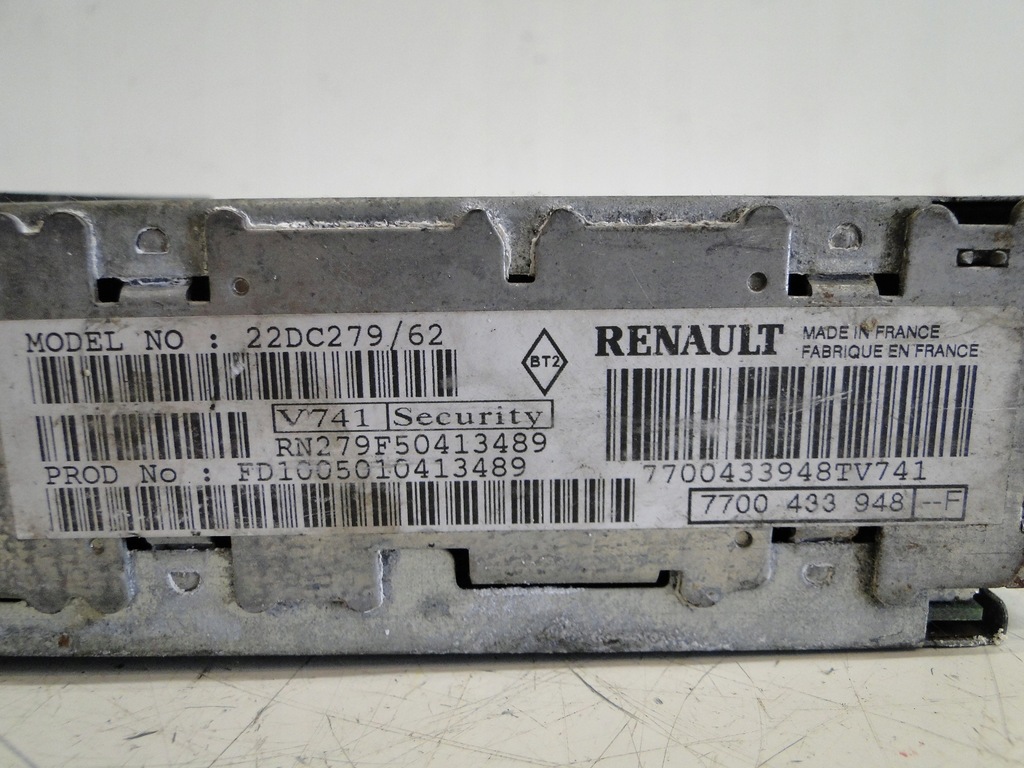 MODEL NO : 22DC279/62
V741 Security
RN279F50413489
PROD No : FD1005010413489
BT2
RENAULT
MADE IN FRANCE
FABRIQUE EN FRANCE
7700433948TV741
7700 433 948 --F